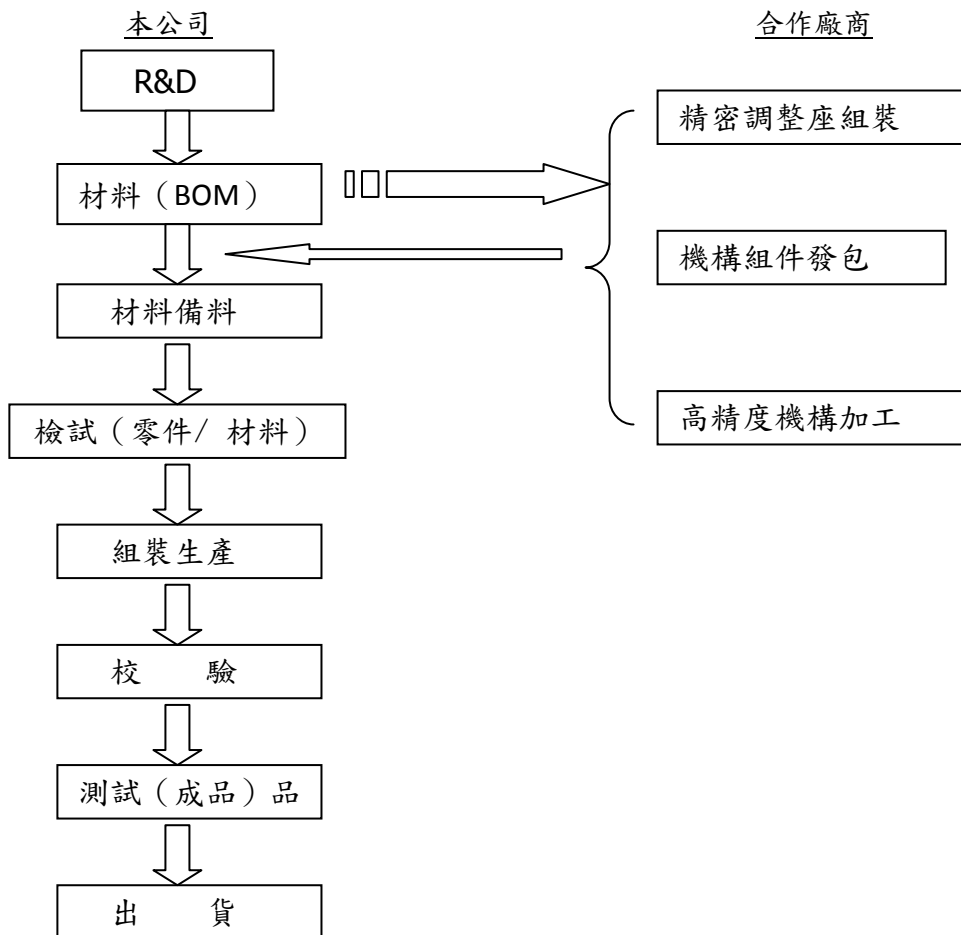 本公司
合作廠商
R&D
精密調整座組裝
材料（BOM）
機構組件發包
材料備料
高精度機構加工
檢試（零件/ 材料）
組裝生產
校　　驗
測試（成品）品
出　　貨